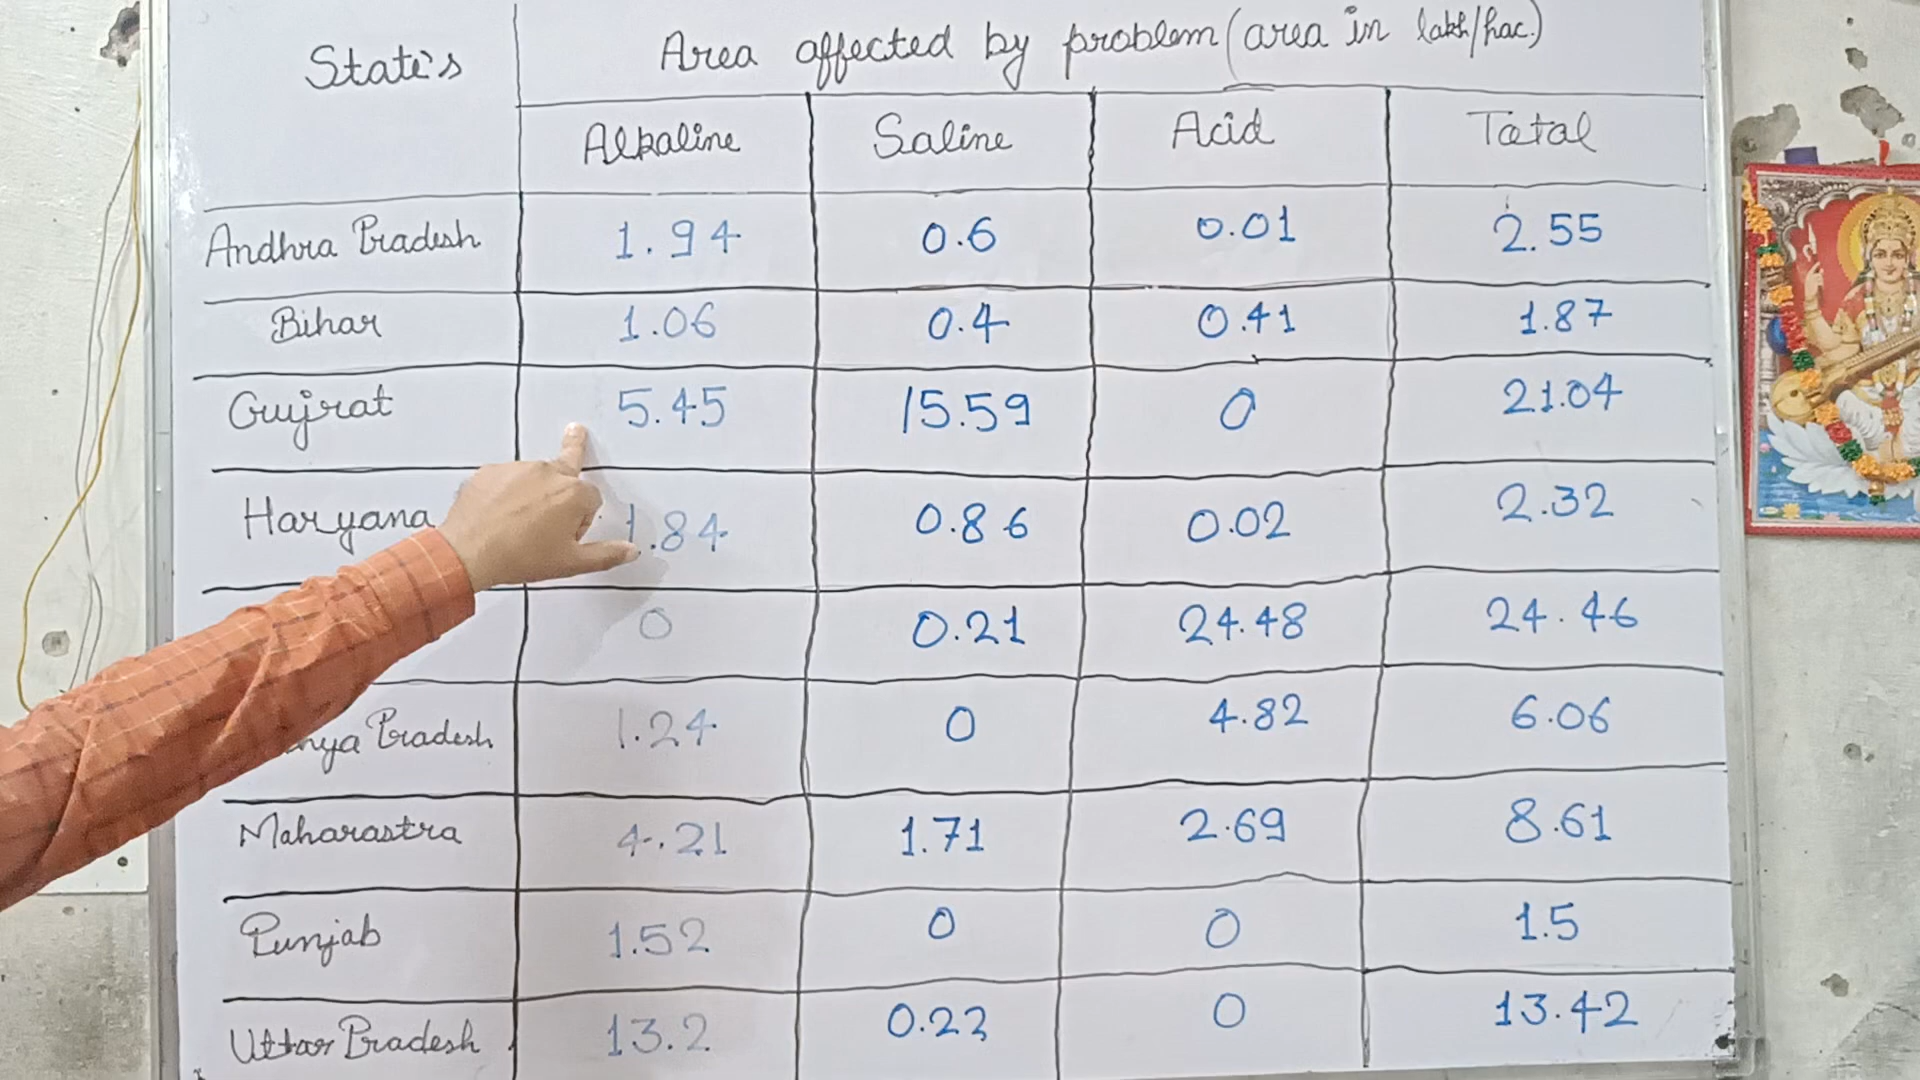 State's Area affected by problem (area in lakh/hac.)
Alkaline Saline Acid Total
Andhra Pradesh 1.94 0.6 0.01 2.55
Bihar 1.06 0.4 0.41 1.87
Gujrat 5.45 15.59 0 21.04
Haryana 1.84 0.86 0.02 2.32
0 0.21 24.48 24.46
Pradesh 1.24 0 4.82 6.06
Maharastra 4.21 1.71 2.69 8.61
Punjab 1.52 0 0 1.5
Uttar Pradesh 13.2 0.23 0 13.42